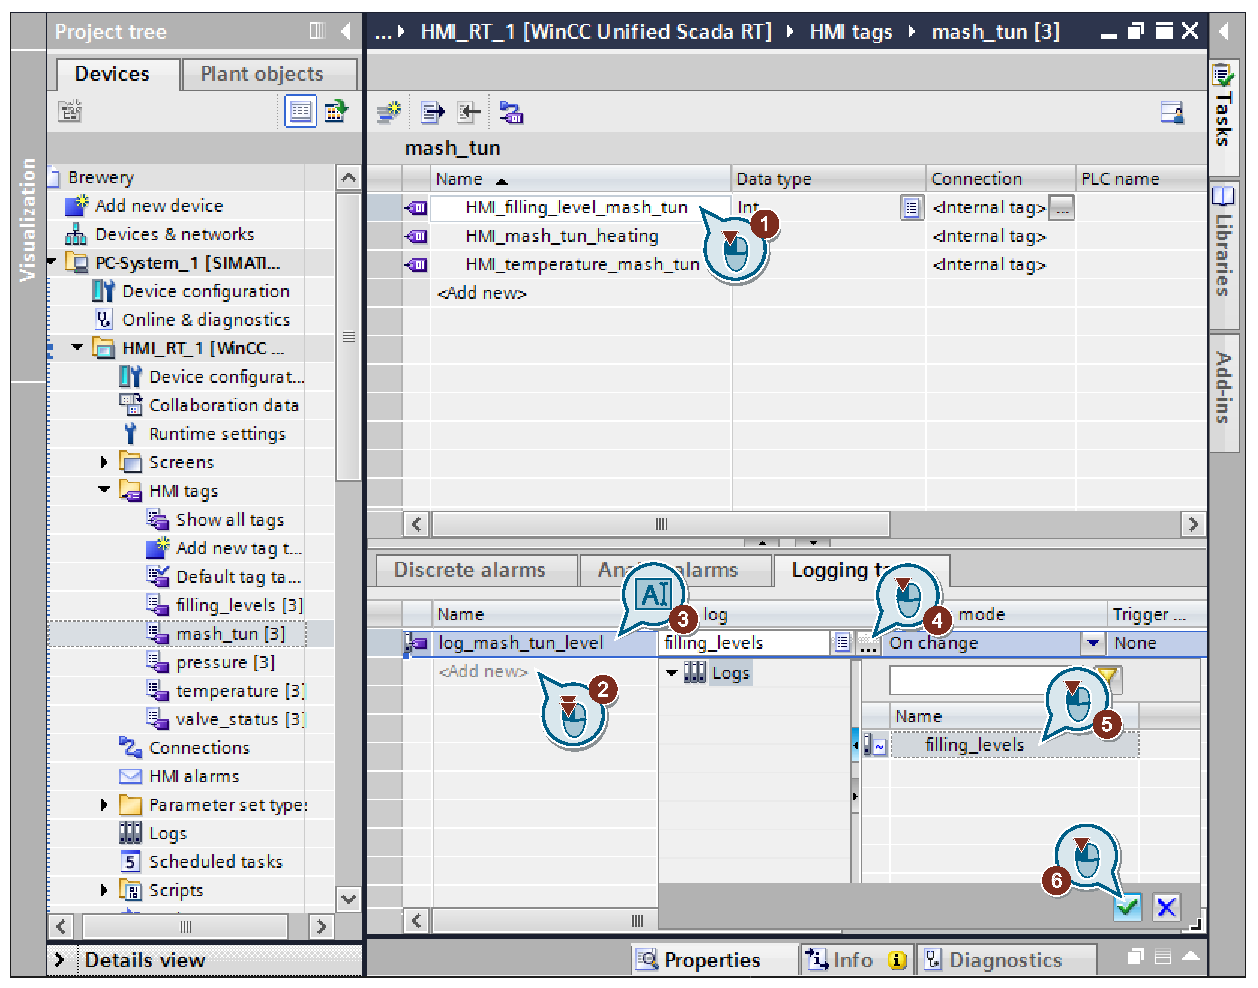 Project tree
... HMI_RT_1 [WinCC Unified Scada RT] HMI tags mash_tun [3]
Devices Plant objects
Tasks
Libraries
Add-ins
Visualization
mash_tun
Name Data type Connection PLC name
HMI_filling_level_mash_tun Int <Internal tag> ...
1
HMI_mash_tun_heating <Internal tag>
HMI_temperature_mash_tun <Internal tag>
<Add new>
Brewery
Add new device
Devices & networks
PC-System_1 [SIMATI...
Device configuration
Online & diagnostics
HMI_RT_1 [WinCC ...
Device configurat...
Collaboration data
Runtime settings
Screens
HMI tags
Show all tags
Add new tag t...
Default tag ta...
filling_levels [3]
mash_tun [3]
pressure [3]
temperature [3]
valve_status [3]
Connections
HMI alarms
Parameter set types
Logs
5 Scheduled tasks
Scripts
Details view
Discrete alarms alarms Logging
AI
Name log mode Trigger ...
3
4
log_mash_tun_level filling_levels ... On change None
<Add new> Logs
2
5
Name
filling_levels
6
Properties Info Diagnostics